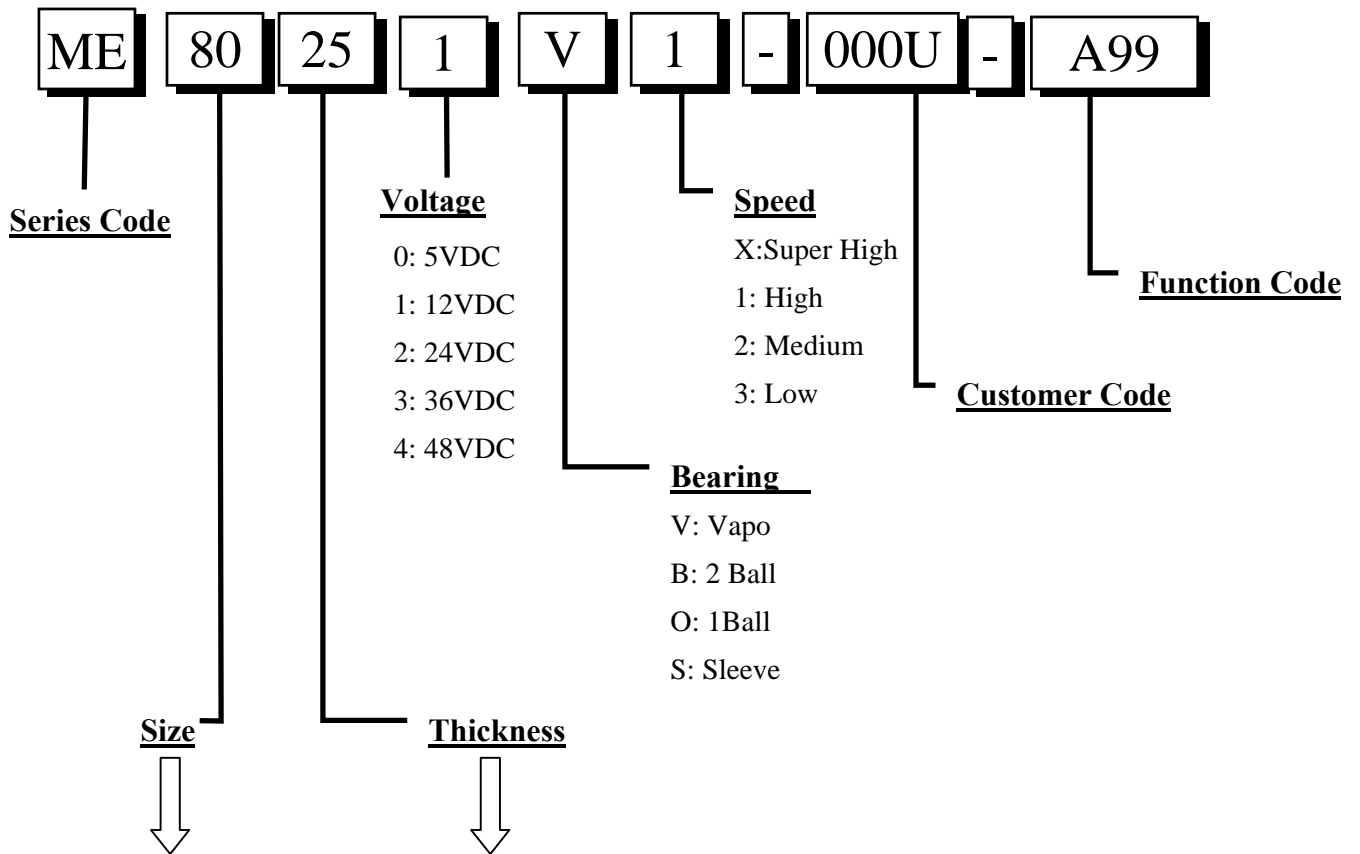 ME 80 25 1 V 1 - 000U - A99
Series Code
Voltage
0: 5VDC
1: 12VDC
2: 24VDC
3: 36VDC
4: 48VDC
Speed
X:Super High
1: High
2: Medium
3: Low
Function Code
Customer Code
Bearing
V: Vapo
B: 2 Ball
O: 1Ball
S: Sleeve
Size
Thickness